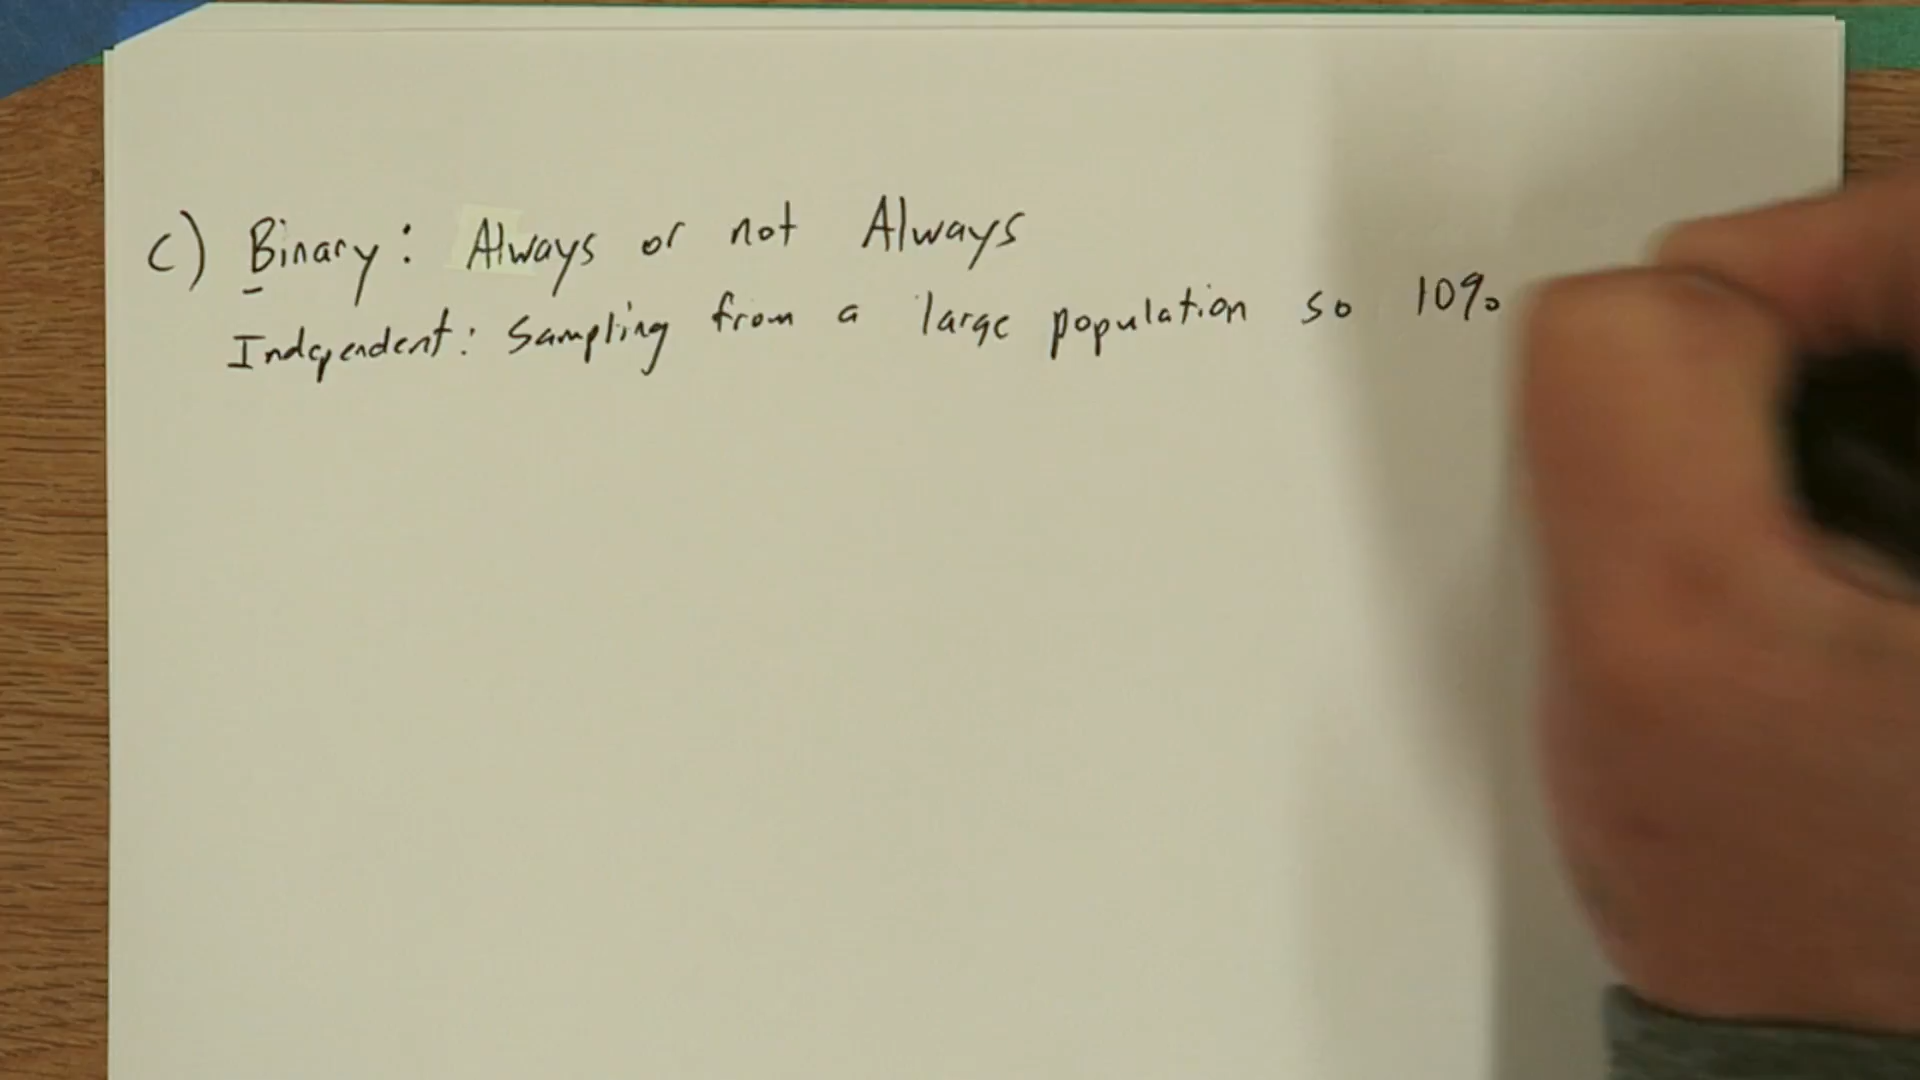 c) Binary: Always or not Always
Independent: Sampling from a large population so 10%